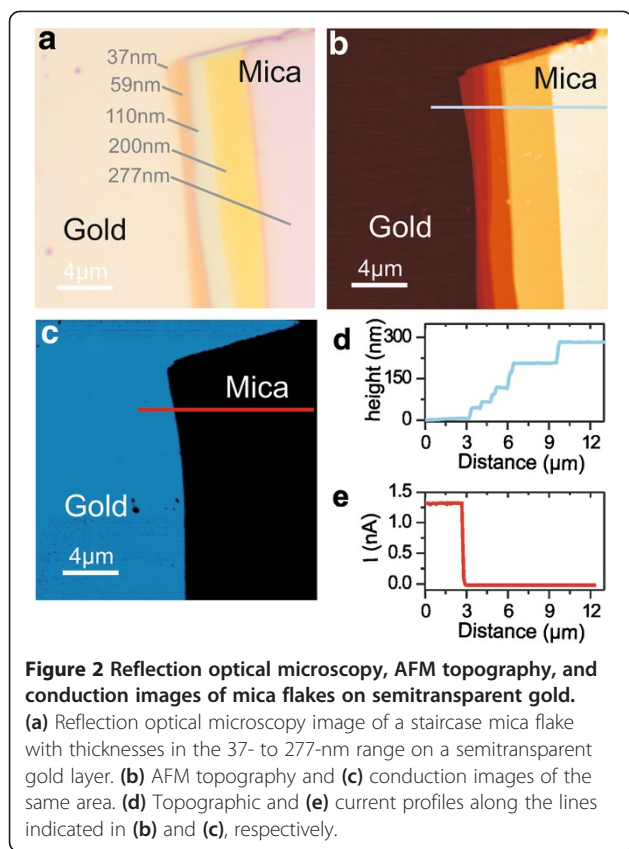 a
37nm
59nm
110nm
200nm
277nm
Mica
Gold
4μm
b
Mica
Gold
4μm
c
Mica
Gold
4μm
d
height (nm)
300
150
0
0 3 6 9 12
Distance (μm)
e
I (nA)
1.5
1.0
0.5
0.0
0 3 6 9 12
Distance (μm)
Figure 2 Reflection optical microscopy, AFM topography, and
conduction images of mica flakes on semitransparent gold.
(a) Reflection optical microscopy image of a staircase mica flake
with thicknesses in the 37- to 277-nm range on a semitransparent
gold layer. (b) AFM topography and (c) conduction images of the
same area. (d) Topographic and (e) current profiles along the lines
indicated in (b) and (c), respectively.